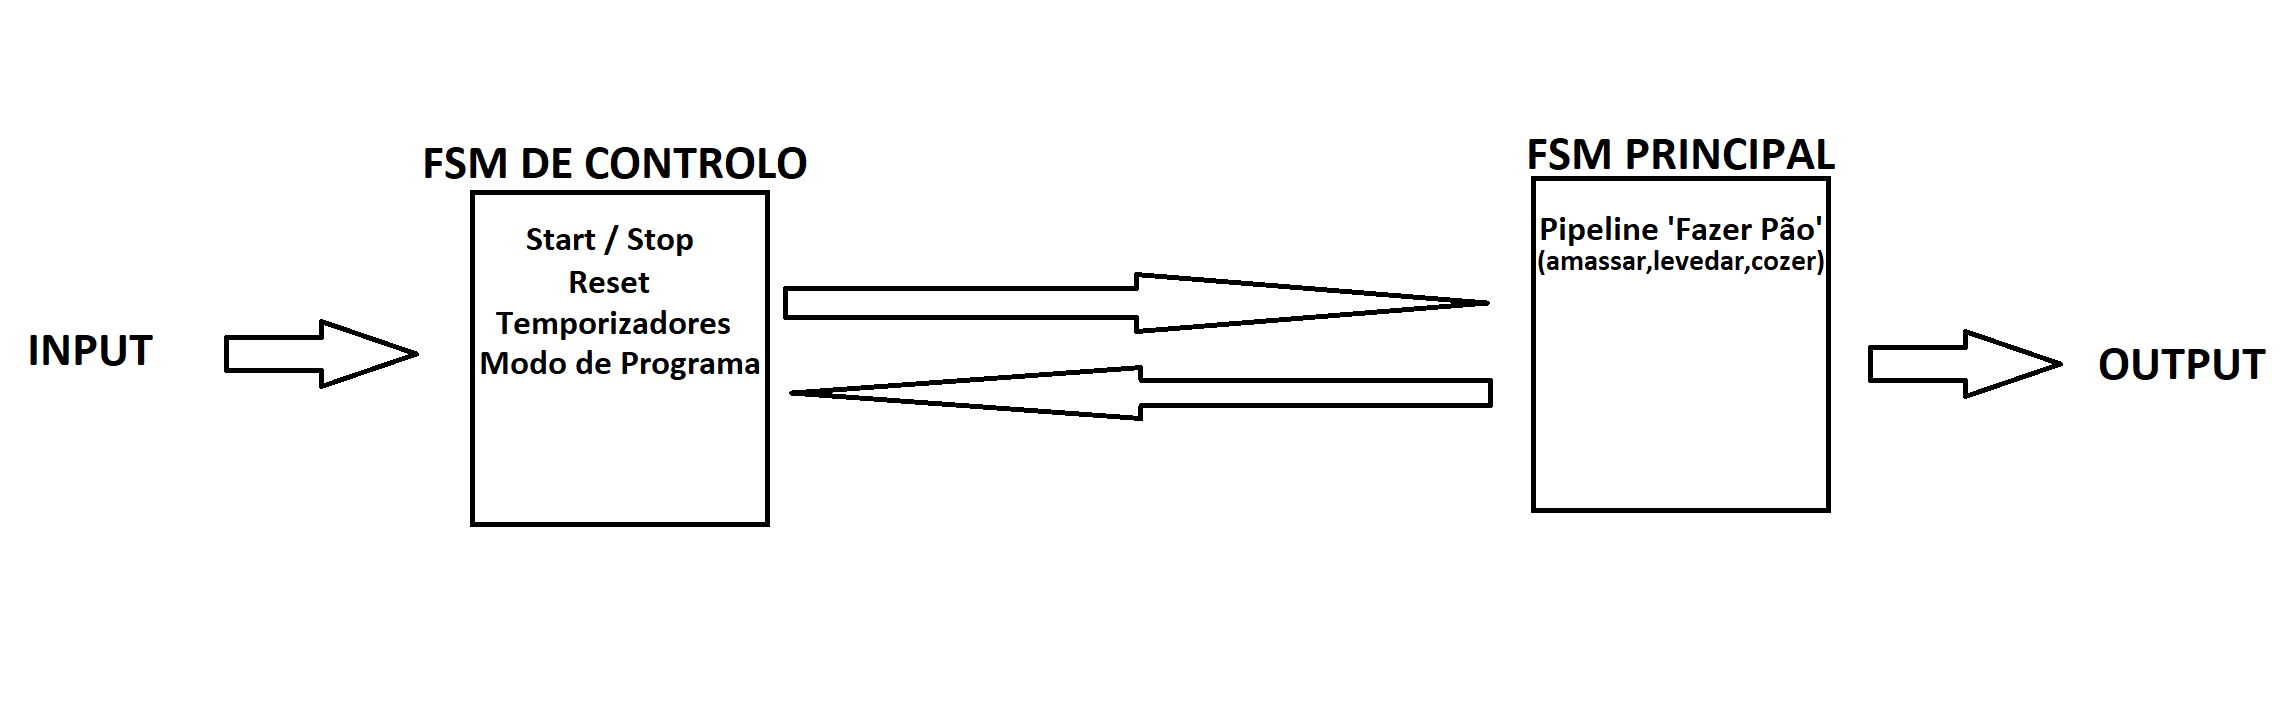 INPUT
FSM DE CONTROLO
Start / Stop
Reset
Temporizadores
Modo de Programa
FSM PRINCIPAL
Pipeline 'Fazer Pão'
(amassar,levedar,cozer)
OUTPUT